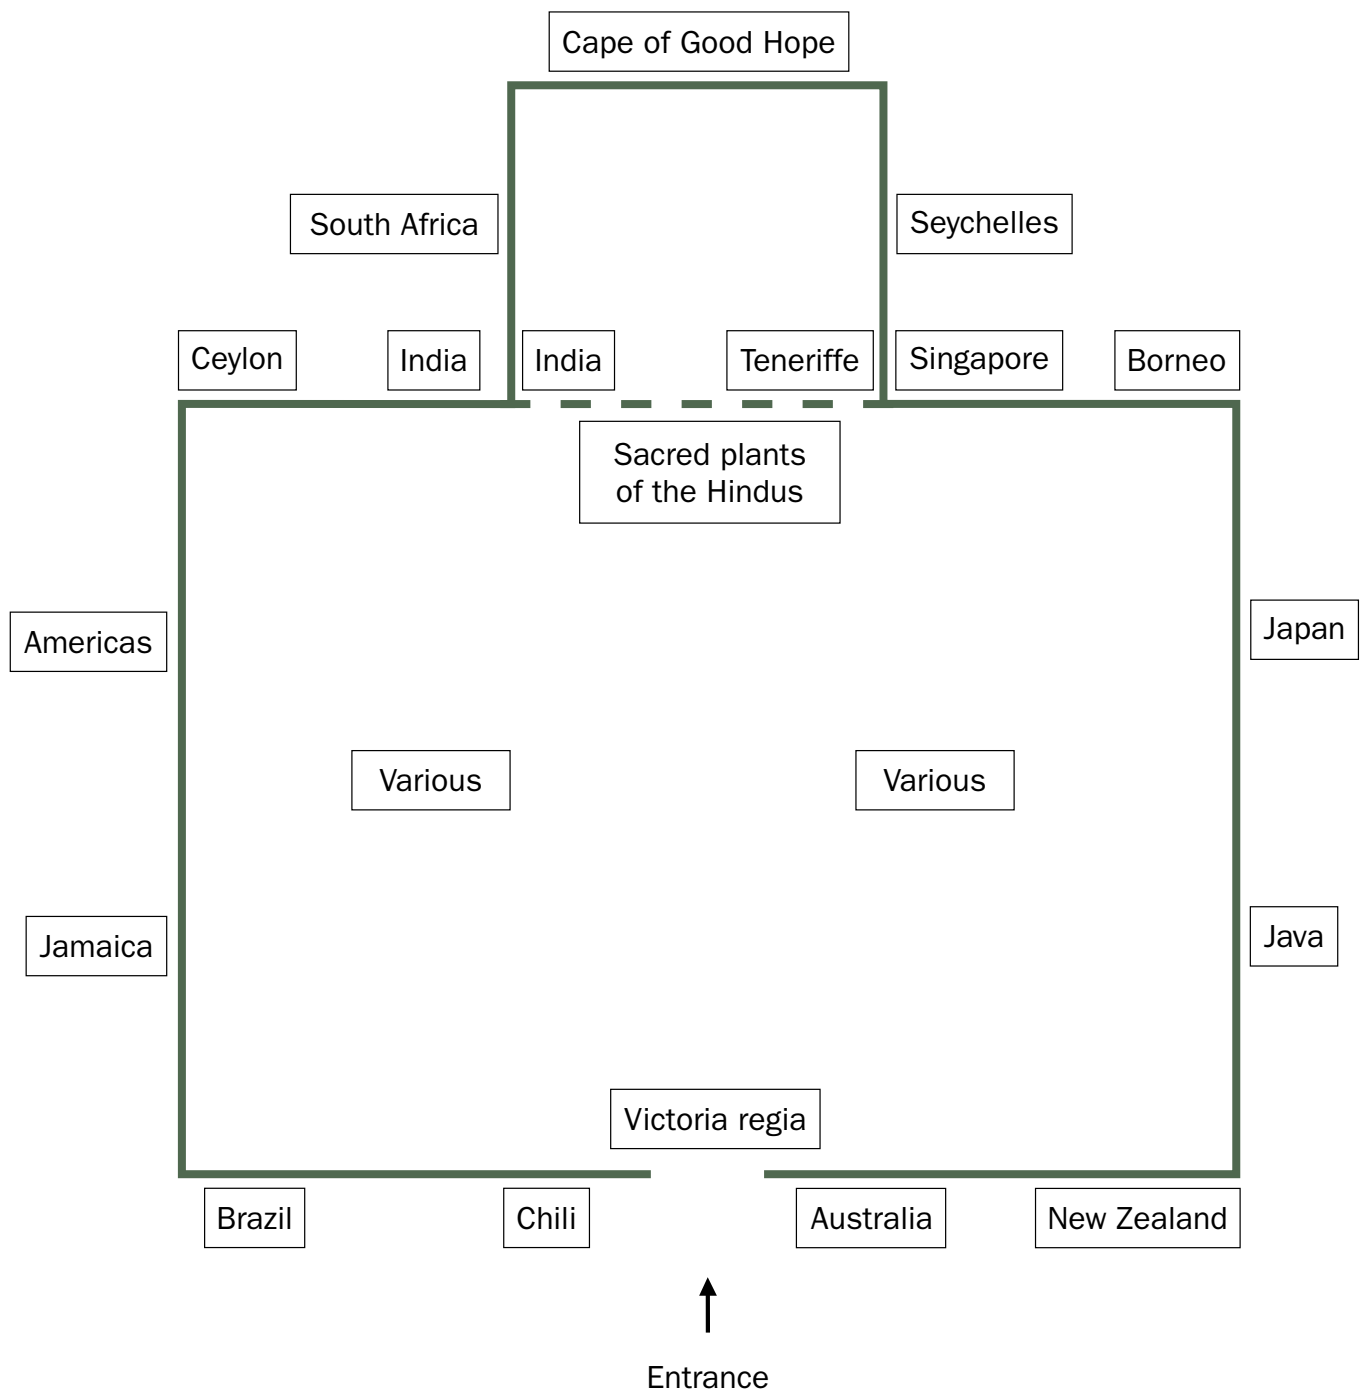 Cape of Good Hope
South Africa
Seychelles
Ceylon
India
India
Teneriffe
Singapore
Borneo
Sacred plants
of the Hindus
Americas
Japan
Various
Various
Jamaica
Java
Victoria regia
Brazil
Chili
Australia
New Zealand
Entrance